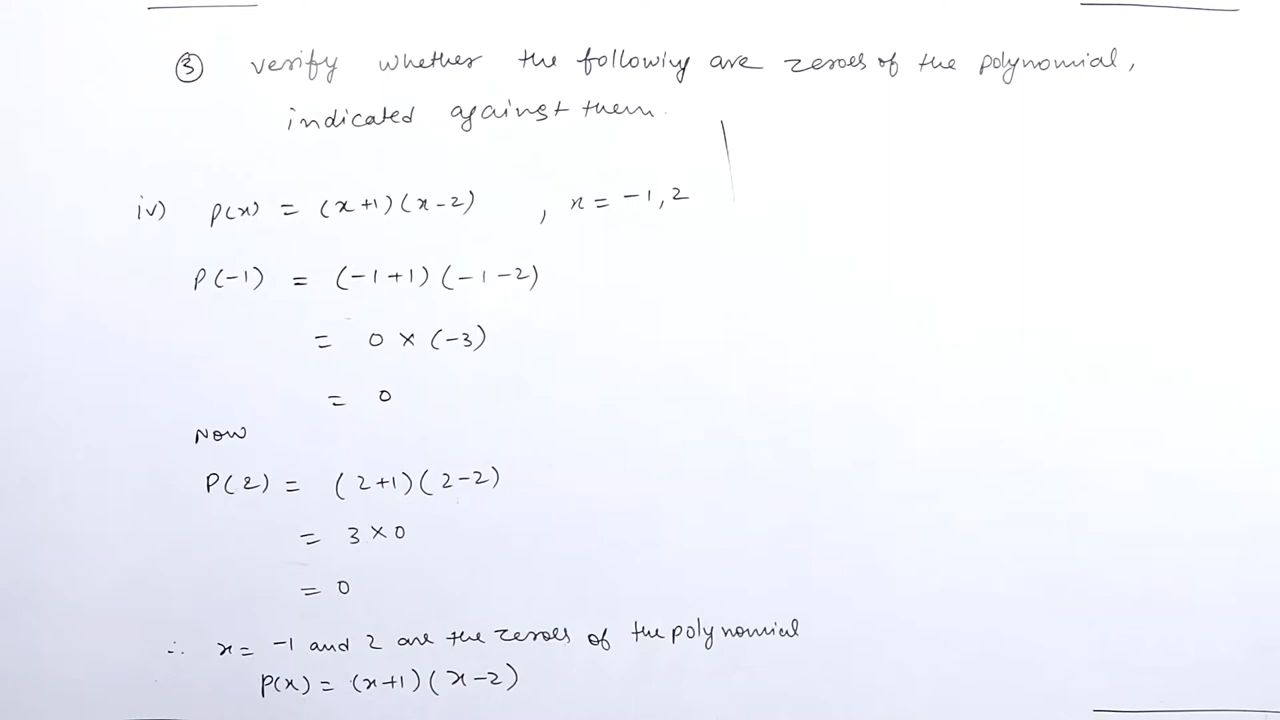 ③ verify whether the following are zeroes of the polynomial,
indicated against them.
iv) p(x) = (x+1)(x-2) , x = -1, 2
P(-1) = (-1+1)(-1-2)
= 0 × (-3)
= 0
Now
P(2) = (2+1)(2-2)
= 3×0
= 0
∴ x= -1 and 2 are the zeroes of the polynomial
P(x) = (x+1)(x-2)